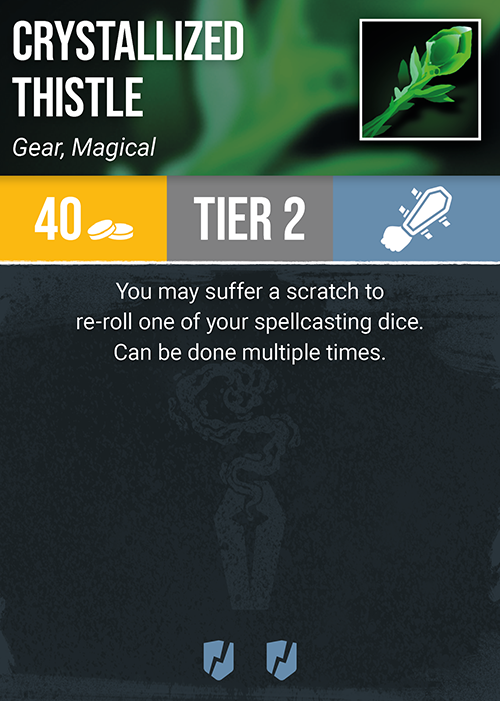 CRYSTALLIZED
THISTLE
Gear, Magical
40
TIER 2
You may suffer a scratch to
re-roll one of your spellcasting dice.
Can be done multiple times.